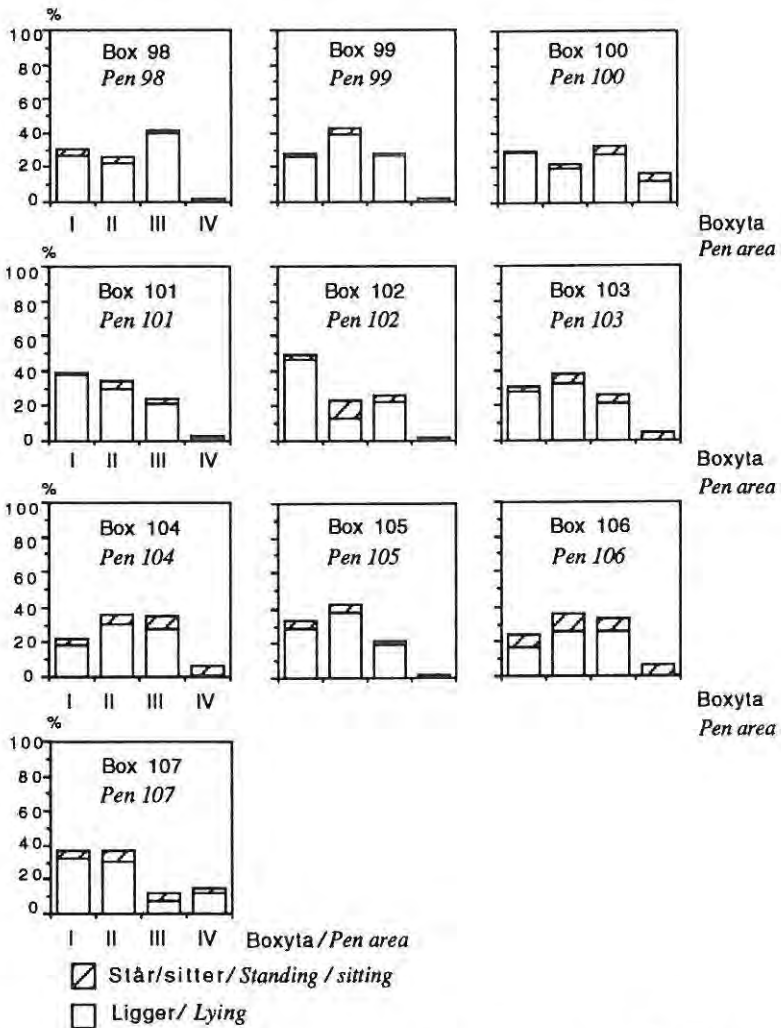 %
100
80
60
40
20
0
Box 98
Pen 98
I II III IV
Box 99
Pen 99
Box 100
Pen 100
Boxyta
Pen area
%
100
80
60
40
20
0
Box 101
Pen 101
I II III IV
Box 102
Pen 102
Box 103
Pen 103
Boxyta
Pen area
%
100
80
60
40
20
0
Box 104
Pen 104
I II III IV
Box 105
Pen 105
Box 106
Pen 106
Boxyta
Pen area
%
100
80
60
40
20
0
Box 107
Pen 107
I II III IV
Boxyta / Pen area
Står/sitter/ Standing / sitting
Ligger/ Lying